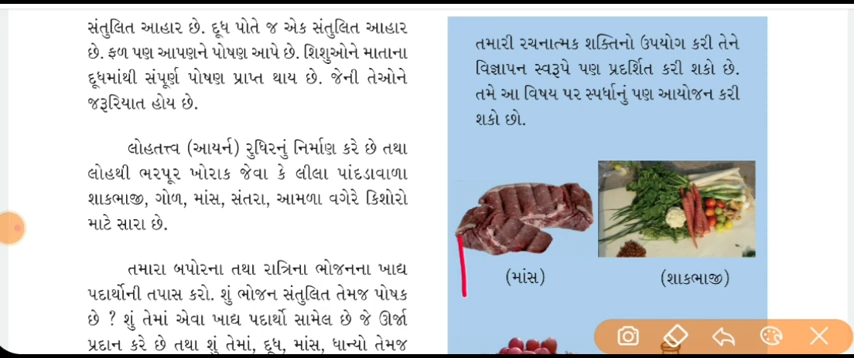 સંતુલિત આહાર છે. દૂધ પોતે જ એક સંતુલિત આહાર
છે. ફળ પણ આપણને પોષણ આપે છે. શિશુઓને માતાના
દૂધમાંથી સંપૂર્ણ પોષણ પ્રાપ્ત થાય છે. જેની તેઓને
જરૂરિયાત હોય છે.
લોહતત્ત્વ (આયર્ન) રુધિરનું નિર્માણ કરે છે તથા
લોહથી ભરપૂર ખોરાક જેવા કે લીલા પાંદડાવાળા
શાકભાજી, ગોળ, માંસ, સંતરા, આમળા વગેરે કિશોરો
માટે સારા છે.
તમારા બપોરના તથા રાત્રિના ભોજનના ખાદ્ય
પદાર્થોની તપાસ કરો. શું ભોજન સંતુલિત તેમજ પોષક
છે ? શું તેમાં એવા ખાદ્ય પદાર્થો સામેલ છે જે ઊર્જા
પ્રદાન કરે છે તથા શું તેમાં, દૂધ, માંસ, ધાન્યો તેમજ
તમારી રચનાત્મક શક્તિનો ઉપયોગ કરી તેને
વિજ્ઞાપન સ્વરૂપે પણ પ્રદર્શિત કરી શકો છે.
તમે આ વિષય પર સ્પર્ધાનું પણ આયોજન કરી
શકો છો.
(માંસ)
(શાકભાજી)